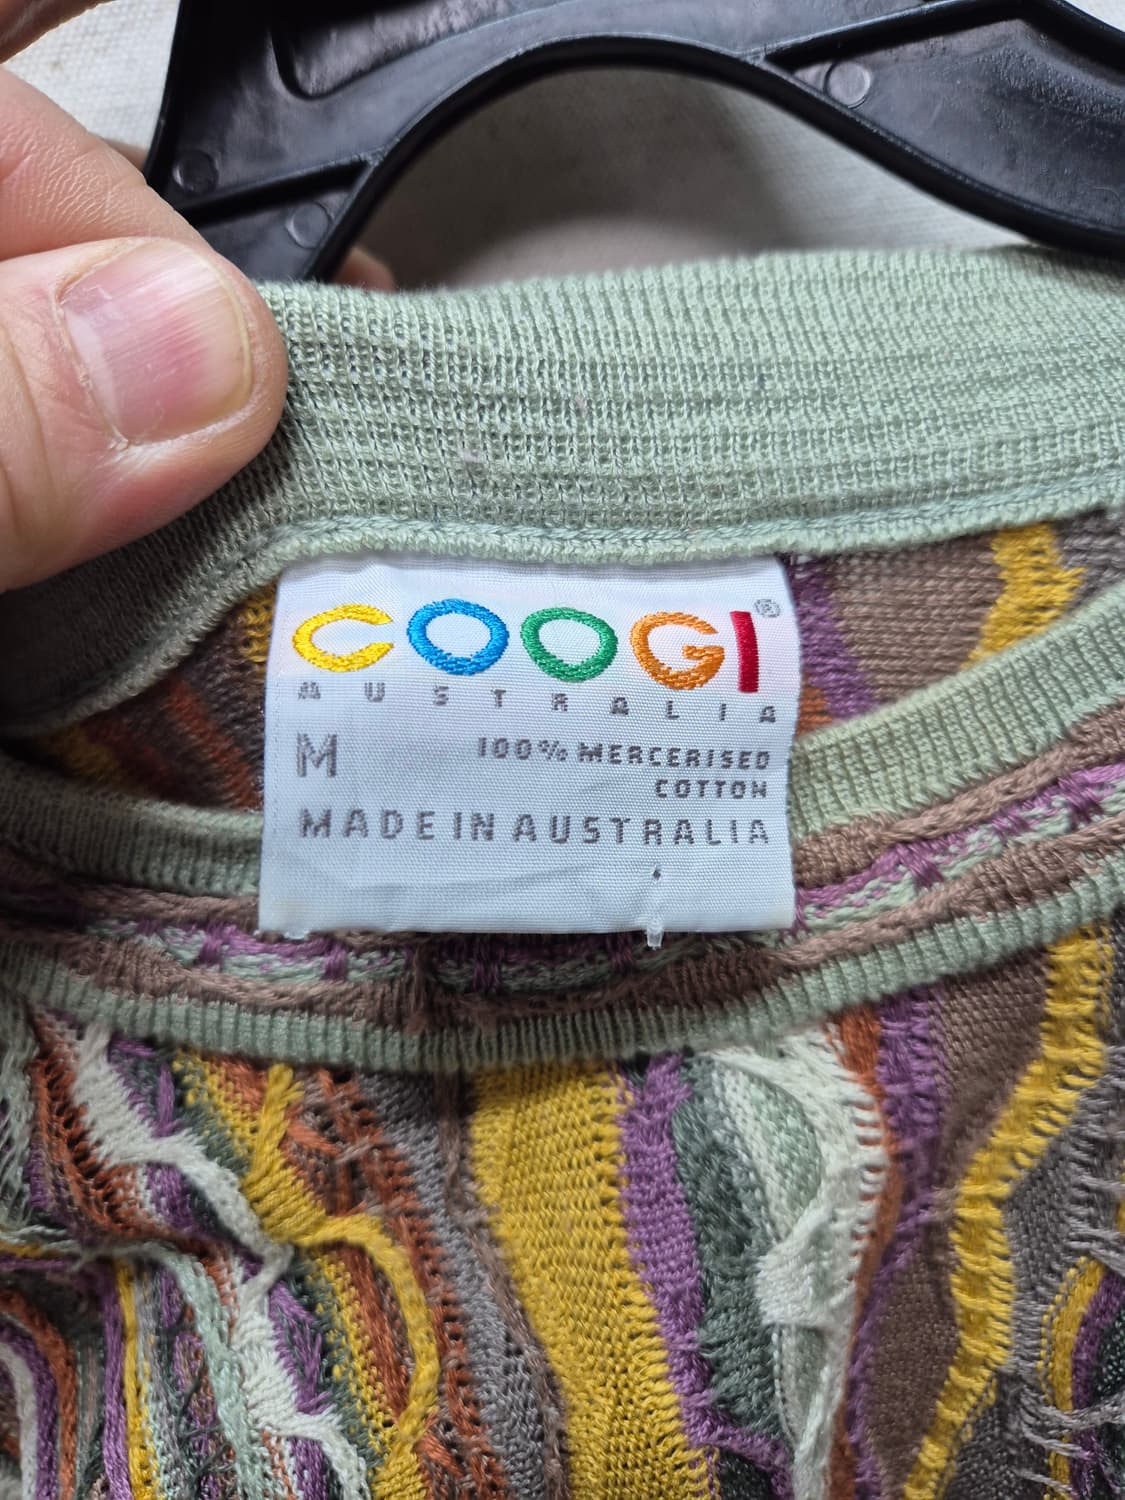 COOGI®
AUSTRALIA
M 100% MERCERISED
COTTON
MADE IN AUSTRALIA